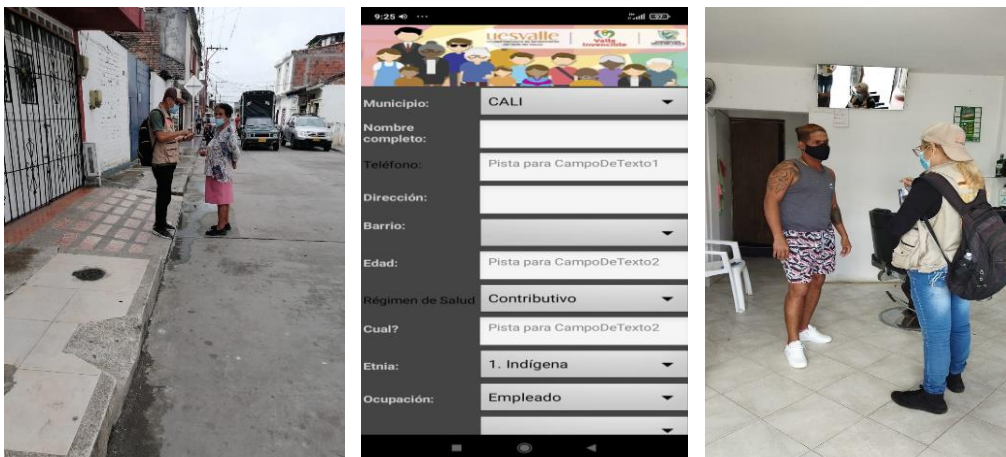 9:25
97
uesvalle
Valle
Invencible
Municipio:
CALI
Nombre
completo:
Teléfono:
Pista para CampoDeTexto1
Dirección:
Barrio:
Edad:
Pista para CampoDeTexto2
Régimen de Salud
Contributivo
Cual?
Pista para CampoDeTexto2
Etnia:
1. Indígena
Ocupación:
Empleado